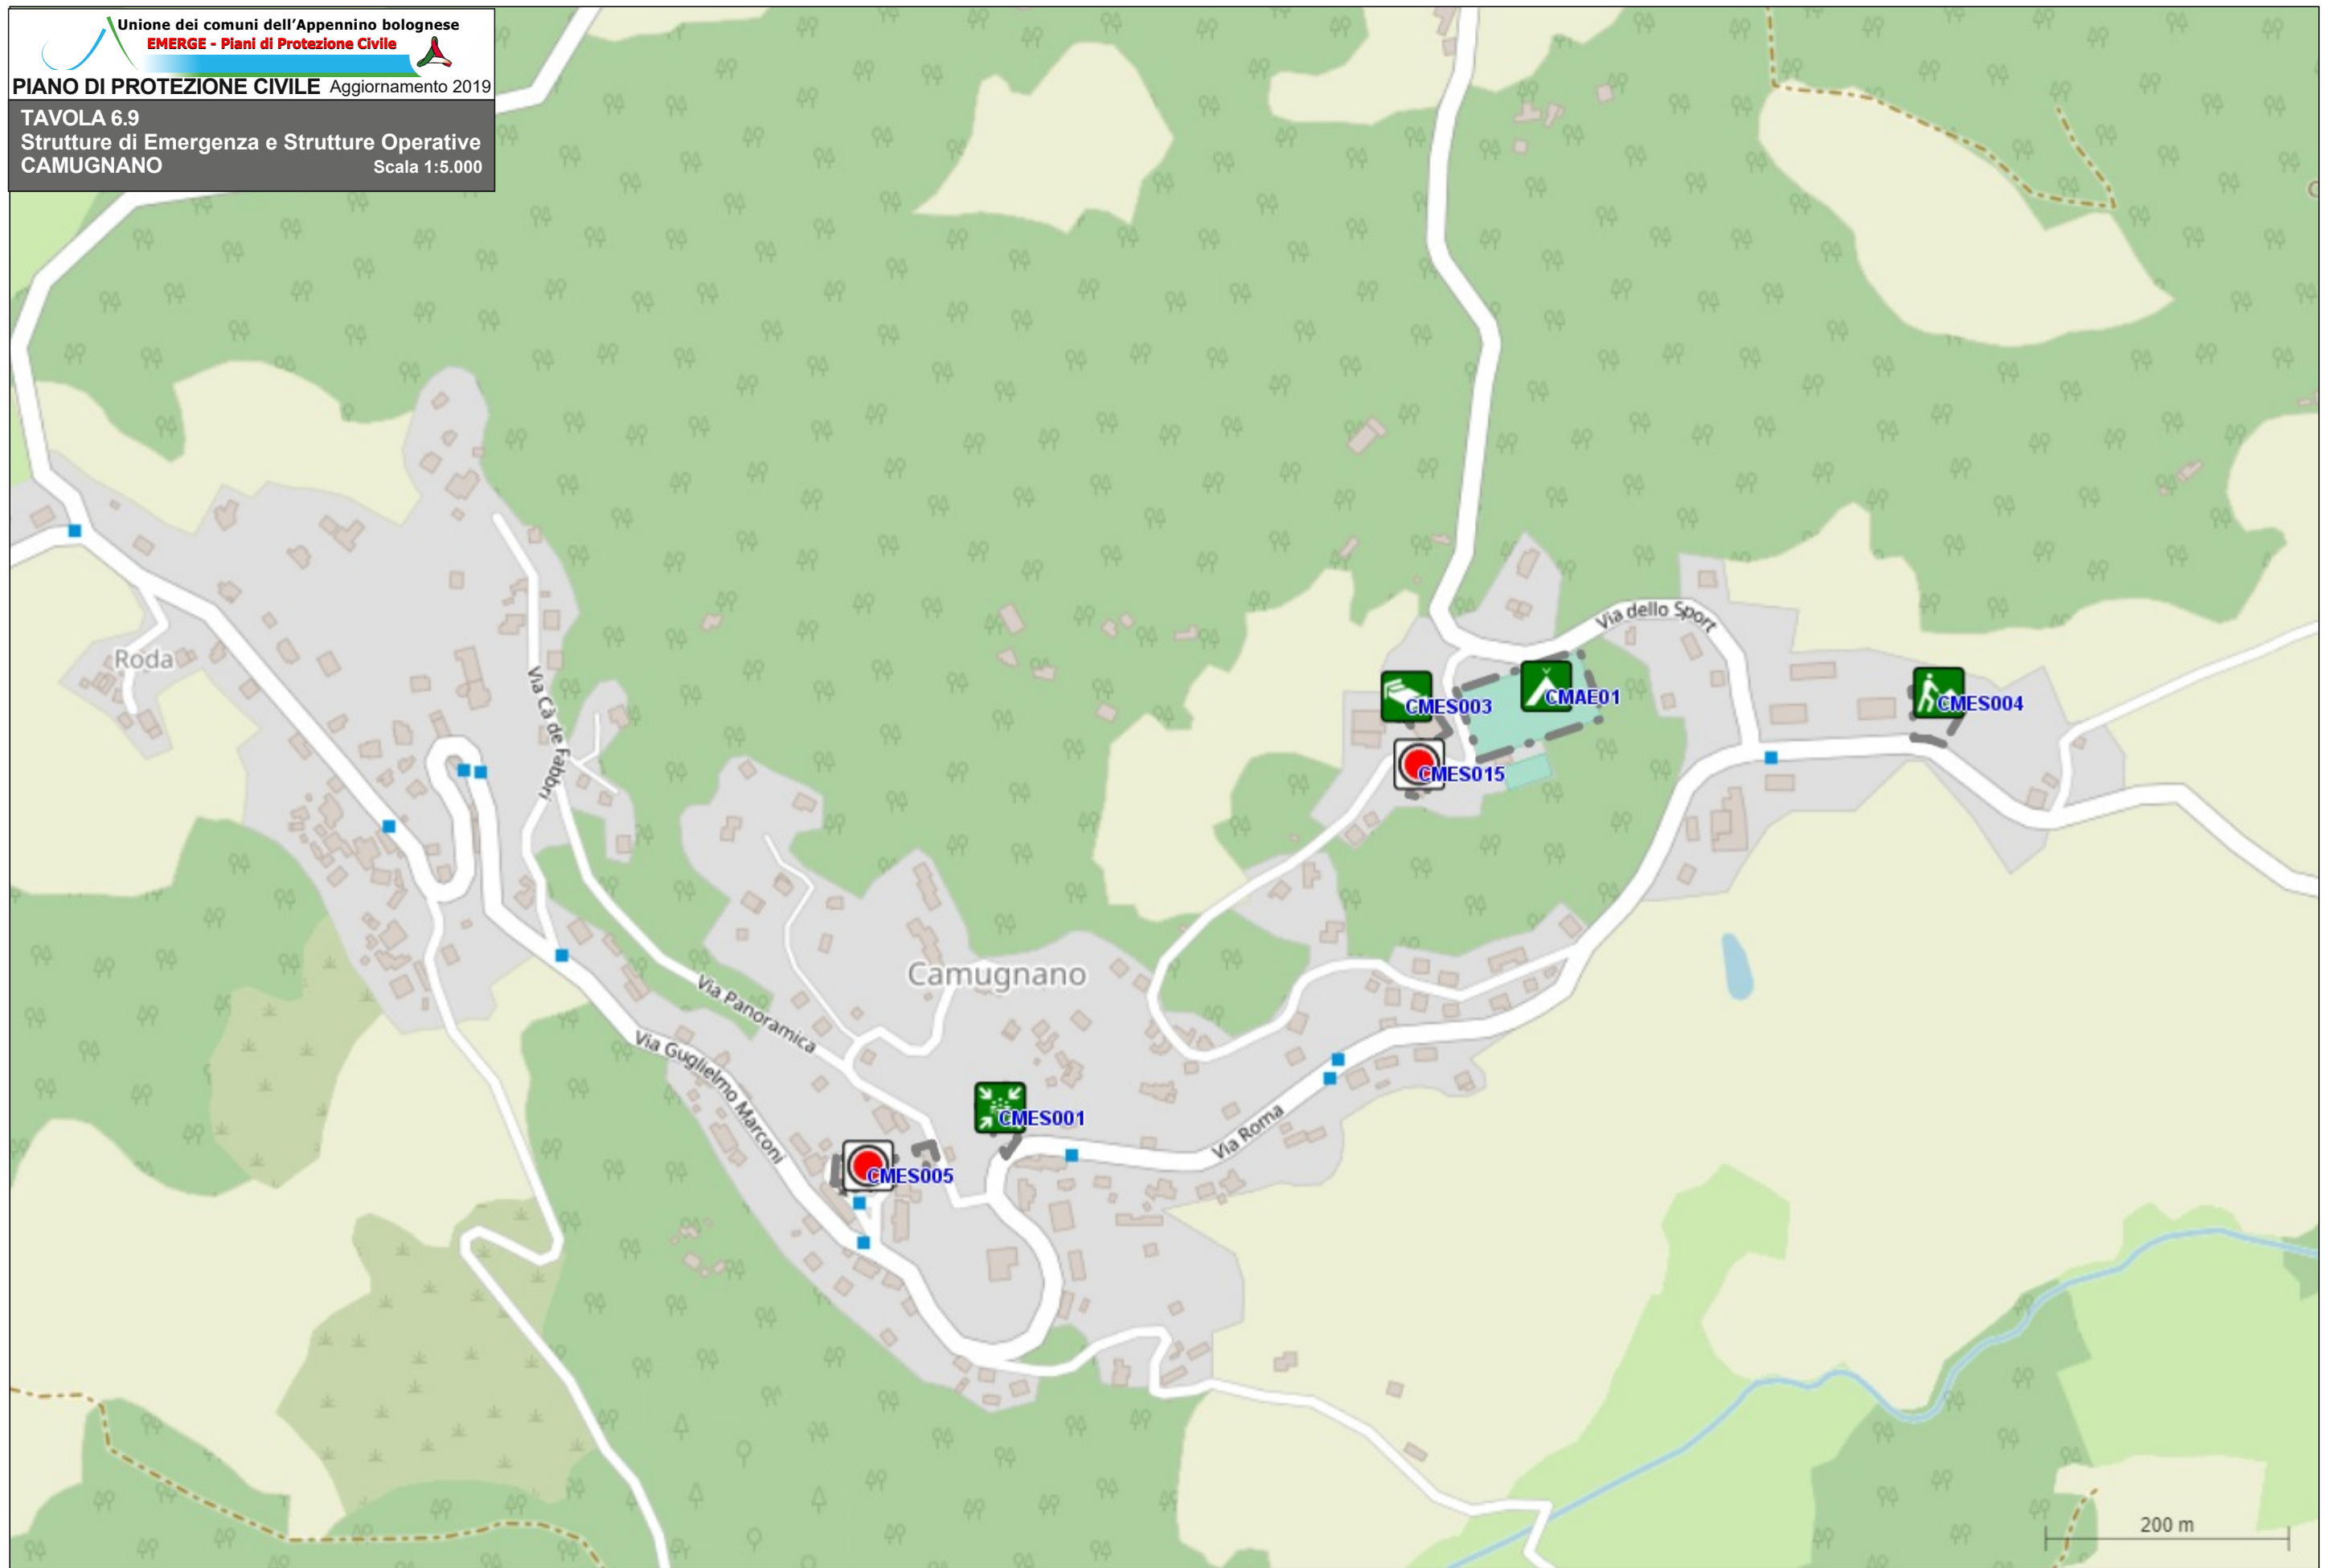 Unione dei comuni dell'Appennino bolognese
EMERGE - Piani di Protezione Civile
PIANO DI PROTEZIONE CIVILE Aggiornamento 2019
TAVOLA 6.9
Strutture di Emergenza e Strutture Operative
CAMUGNANO Scala 1:5.000
Via dello Sport
Roda
Via Cà de Fabbri
CMES003
CMAE01
CMES004
CMES015
Camugnano
Via Panoramica
Via Guglielmo Marconi
CMES001
Via Roma
CMES005
200 m